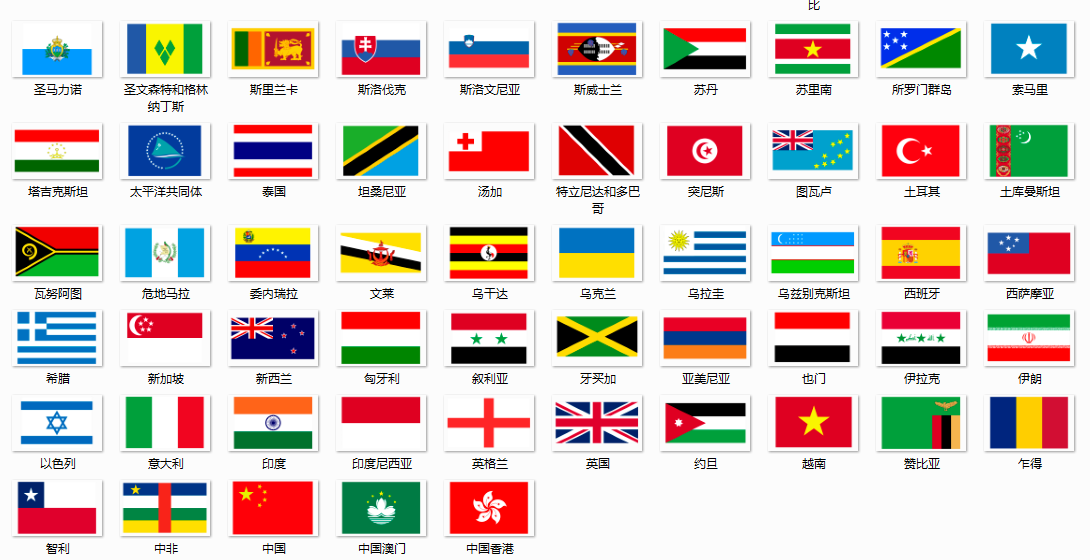 比
圣马力诺 圣文森特和格林 斯里兰卡 斯洛伐克 斯洛文尼亚 斯威士兰 苏丹 苏里南 所罗门群岛 索马里
纳丁斯
塔吉克斯坦 太平洋共同体 泰国 坦桑尼亚 汤加 特立尼达和多巴 突尼斯 图瓦卢 土耳其 土库曼斯坦
哥
瓦努阿图 危地马拉 委内瑞拉 文莱 乌干达 乌克兰 乌拉圭 乌兹别克斯坦 西班牙 西萨摩亚
希腊 新加坡 新西兰 匈牙利 叙利亚 牙买加 亚美尼亚 也门 伊拉克 伊朗
以色列 意大利 印度 印度尼西亚 英格兰 英国 约旦 越南 赞比亚 乍得
智利 中非 中国 中国澳门 中国香港